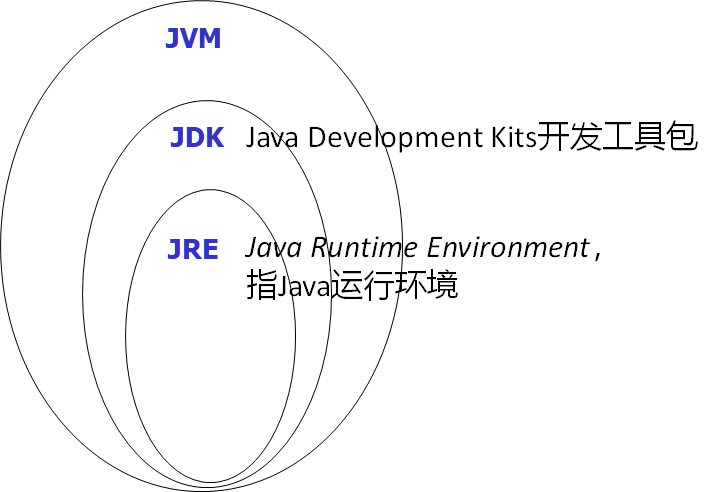 JVM
JDK Java Development Kits开发工具包
JRE Java Runtime Environment，
指Java运行环境